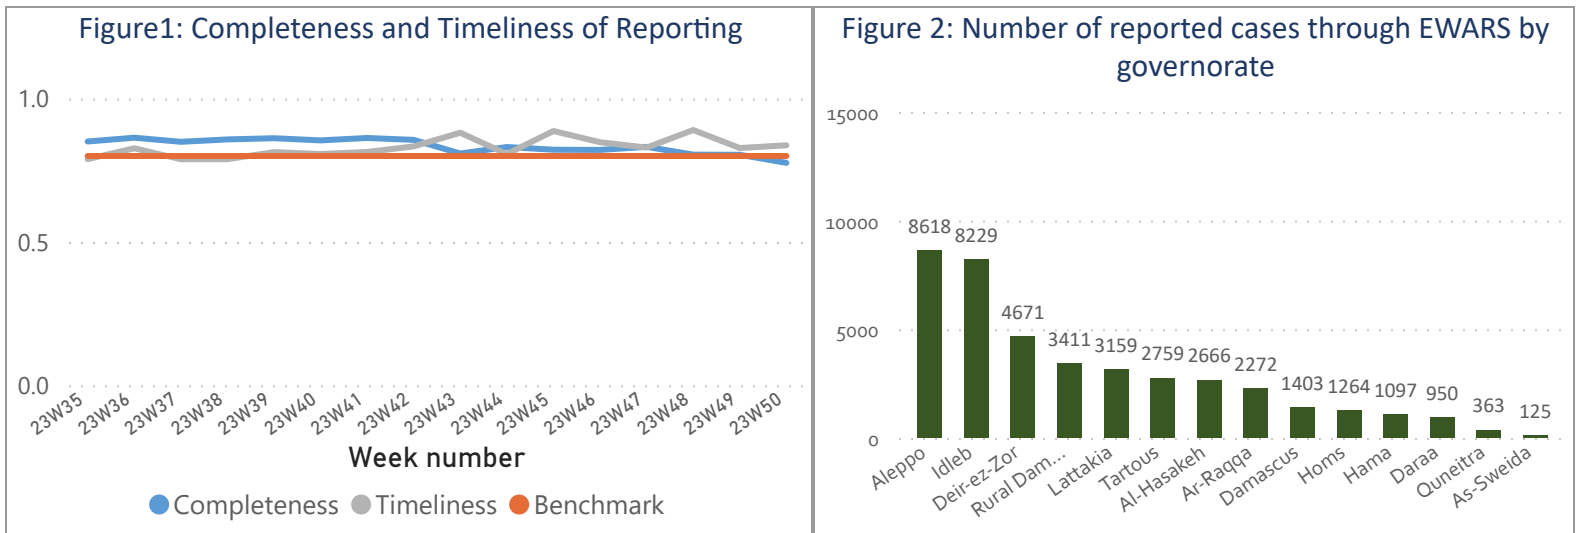 Figure1: Completeness and Timeliness of Reporting
1.0
0.5
0.0
23W35
23W36
23W37
23W38
23W39
23W40
23W41
23W42
23W43
23W44
23W45
23W46
23W47
23W48
23W49
23W50
Week number
Completeness Timeliness Benchmark
Figure 2: Number of reported cases through EWARS by
governorate
15000
10000
5000
0
8618
8229
4671
3411
3159
2759
2666
2272
1403
1264
1097
950
363
125
Aleppo
Idleb
Deir-ez-Zor
Rural Dam...
Lattakia
Tartous
Al-Hasakeh
Ar-Raqqa
Damascus
Homs
Hama
Daraa
Quneitra
As-Sweida